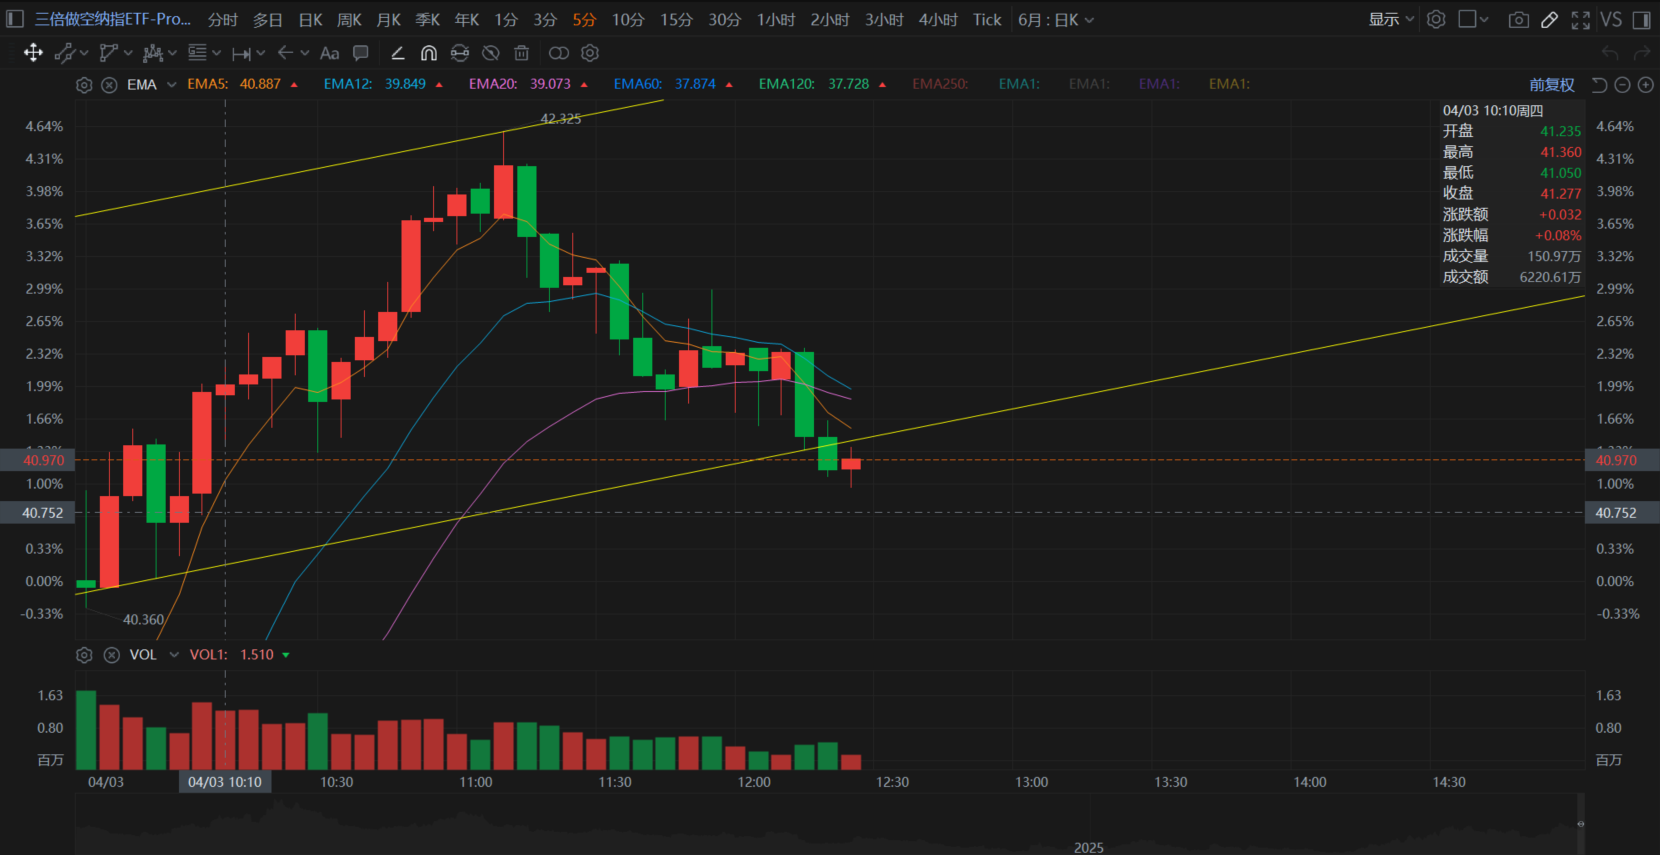 三倍做空纳指ETF-Pro... 分时 多日 日K 周K 月K 季K 年K 1分 3分 5分 10分 15分 30分 1小时 2小时 3小时 4小时 Tick 6月 : 日K 显示 VS
Aa
EMA EMA5: 40.887 EMA12: 39.849 EMA20: 39.073 EMA60: 37.874 EMA120: 37.728 EMA250: EMA1: EMA1: EMA1: EMA1: 前复权
04/03 10:10周四
开盘 41.235
最高 41.360
最低 41.050
收盘 41.277
涨跌额 +0.032
涨跌幅 +0.08%
成交量 150.97万
成交额 6220.61万
42.325
4.64% 4.64%
4.31% 4.31%
3.98% 3.98%
3.65% 3.65%
3.32% 3.32%
2.99% 2.99%
2.65% 2.65%
2.32% 2.32%
1.99% 1.99%
1.66% 1.66%
40.970 40.970
1.00% 1.00%
40.752 40.752
0.33% 0.33%
0.00% 0.00%
-0.33% -0.33%
40.360
VOL VOL1: 1.510
1.63 1.63
0.80 0.80
百万 百万
04/03 04/03 10:10 10:30 11:00 11:30 12:00 12:30 13:00 13:30 14:00 14:30
2025